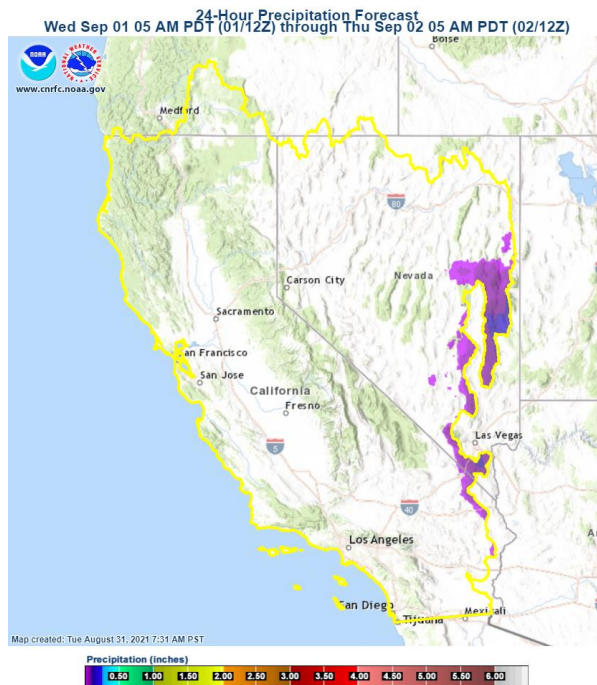 24-Hour Precipitation Forecast
Wed Sep 01 05 AM PDT (01/12Z) through Thu Sep 02 05 AM PDT (02/12Z)
Boise
NOAA
www.cnrfc.noaa.gov
Medford
80
Carson City
Nevada
Sacramento
an Francisco
San Jose
California
Fresno
Las Vegas
5
40
Los Angeles
A
San Diego
Tijuana
Mexicali
Map created: Tue August 31, 2021 7:31 AM PST
Precipitation (inches)
0.50 1.00 1.50 2.00 2.50 3.00 3.50 4.00 4.50 5.00 5.50 6.00